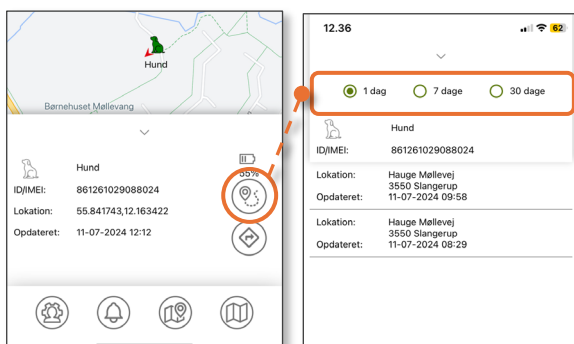 Hund
Børnehuset Møllevang
Hund
55%
ID/IMEI: 861261029088024
Lokation: 55.841743,12.163422
Opdateret: 11-07-2024 12:12
12.36
62
1 dag 7 dage 30 dage
Hund
ID/IMEI: 861261029088024
Lokation: Hauge Møllevej
3550 Slangerup
Opdateret: 11-07-2024 09:58
Lokation: Hauge Møllevej
3550 Slangerup
Opdateret: 11-07-2024 08:29